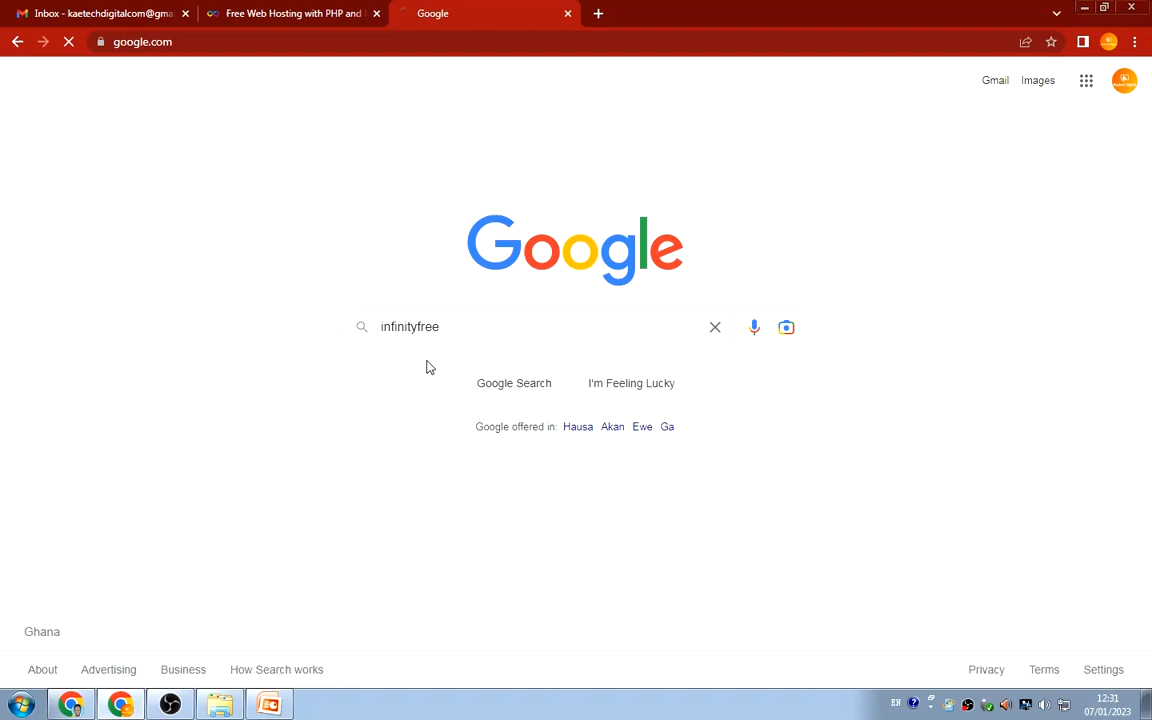 Inbox - kaetechdigitalcom@gma
Free Web Hosting with PHP and
Google
google.com
Gmail
Images
Google
infinityfree
Google Search
I'm Feeling Lucky
Google offered in: Hausa Akan Ewe Ga
Ghana
About
Advertising
Business
How Search works
Privacy
Terms
Settings
EN
12:31
07/01/2023